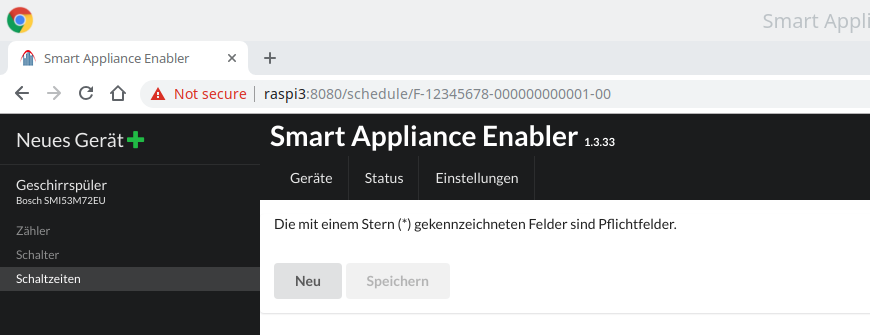 Smart Appli
Smart Appliance Enabler
Not secure raspi3:8080/schedule/F-12345678-000000000001-00
Neues Gerät
Smart Appliance Enabler 1.3.33
Geräte Status Einstellungen
Geschirrspüler
Bosch SMI53M72EU
Zähler
Schalter
Schaltzeiten
Die mit einem Stern (*) gekennzeichneten Felder sind Pflichtfelder.
Neu Speichern